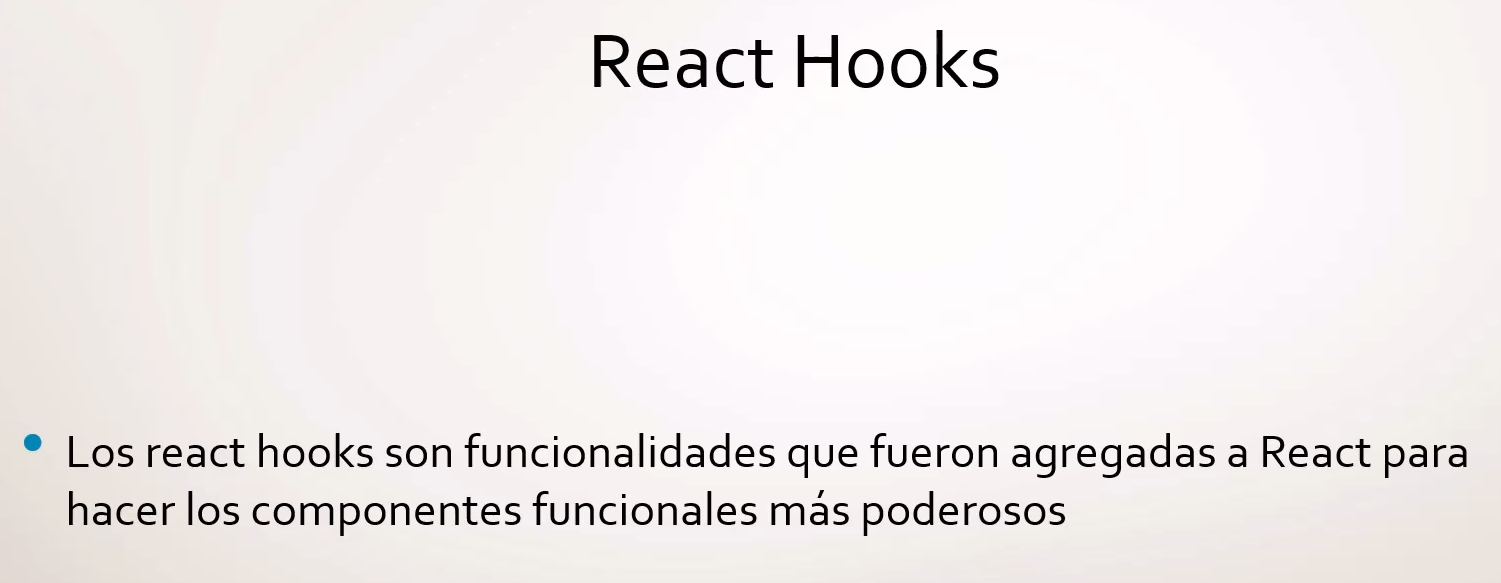 React Hooks
Los react hooks son funcionalidades que fueron agregadas a React para
hacer los componentes funcionales más poderosos